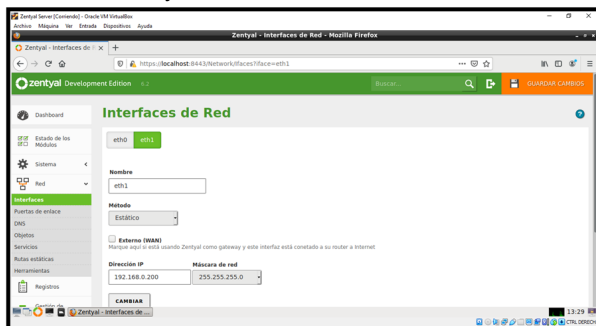 Zentyal Server [Corriendo] - Oracle VM VirtualBox
Archivo Máquina Ver Entrada Dispositivos Ayuda
Zentyal - Interfaces de Red - Mozilla Firefox
Zentyal - Interfaces de
https://localhost:8443/Network/Ifaces?iface=eth1
zentyal Development Edition 6.2
Buscar...
GUARDAR CAMBIOS
Dashboard
Estado de los Módulos
Sistema
Red
Interfaces
Puertas de enlace
DNS
Objetos
Servicios
Rutas estáticas
Herramientas
Registros
Gestión de
Interfaces de Red
eth0 eth1
Nombre
eth1
Método
Estático
Externo (WAN)
Marque aquí si está usando Zentyal como gateway y este interfaz está conetado a su router a Internet
Dirección IP Máscara de red
192.168.0.200 255.255.255.0
CAMBIAR
Zentyal - Interfaces de ...
13:29
CTRL DERECHA